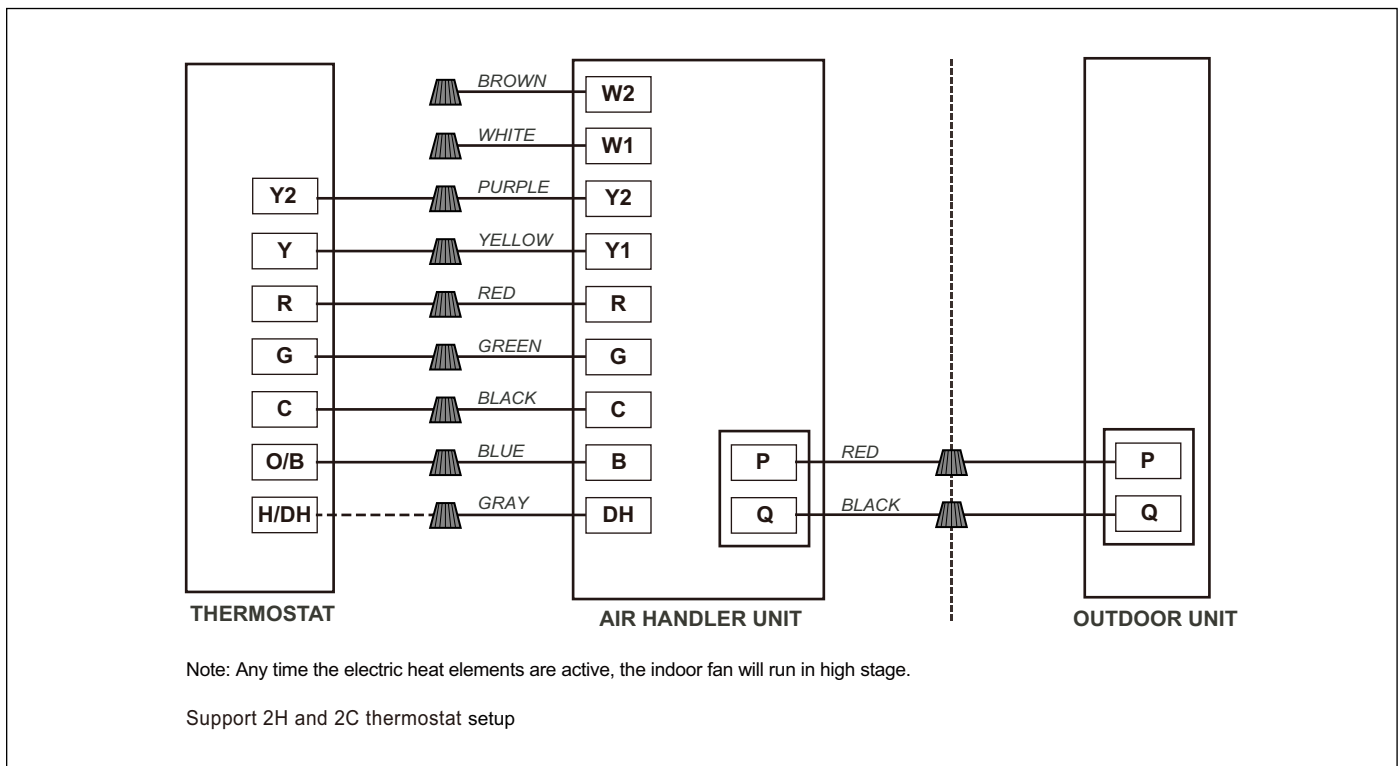 BROWN
W2
WHITE
W1
Y2
PURPLE
Y2
Y
YELLOW
Y1
R
RED
R
G
GREEN
G
C
BLACK
C
O/B
BLUE
B
P
RED
P
H/DH
GRAY
DH
Q
BLACK
Q
THERMOSTAT
AIR HANDLER UNIT
OUTDOOR UNIT
Note: Any time the electric heat elements are active, the indoor fan will run in high stage.
Support 2H and 2C thermostat setup